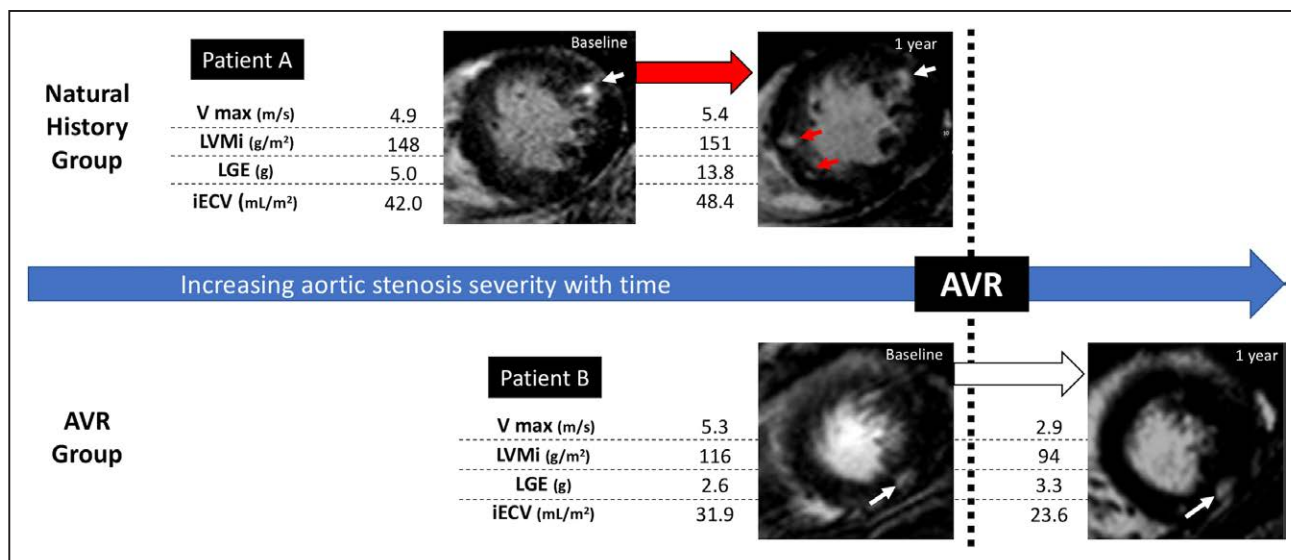 Natural
History
Group
Patient A
Baseline
1 year
V max (m/s) 4.9 5.4
LVMi (g/m²) 148 151
LGE (g) 5.0 13.8
iECV (mL/m²) 42.0 48.4
Increasing aortic stenosis severity with time
AVR
AVR
Group
Patient B
Baseline
1 year
V max (m/s) 5.3 2.9
LVMi (g/m²) 116 94
LGE (g) 2.6 3.3
iECV (mL/m²) 31.9 23.6